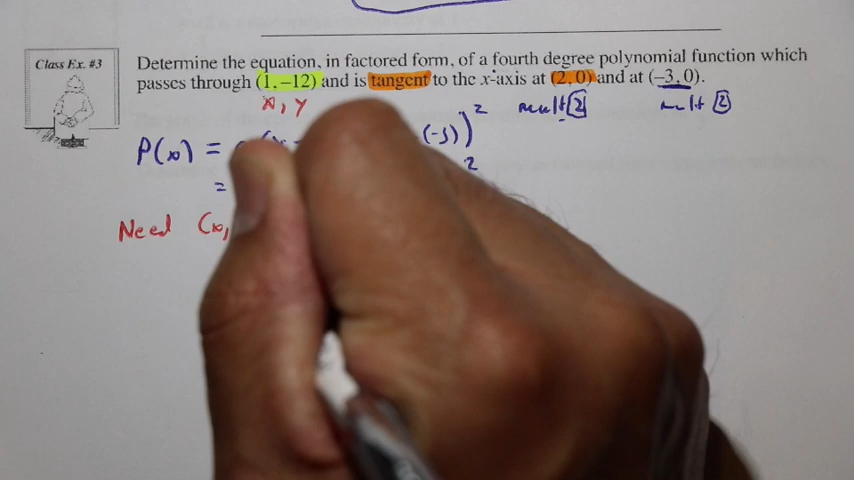 Class Ex. #3
Determine the equation, in factored form, of a fourth degree polynomial function which
passes through (1, −12) and is tangent to the x-axis at (2, 0) and at (−3, 0).
x, y mult 2 mult 2
P(x) = (-3))²
= 2
Need (x,